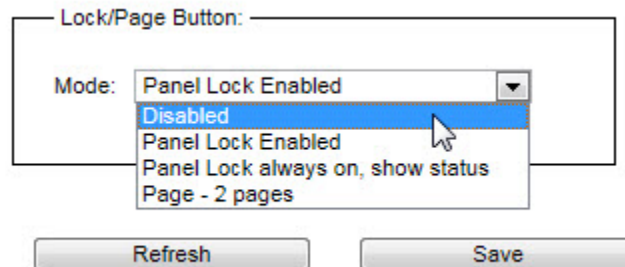 Lock/Page Button:
Mode: Panel Lock Enabled
Disabled
Panel Lock Enabled
Panel Lock always on, show status
Page - 2 pages
Refresh Save